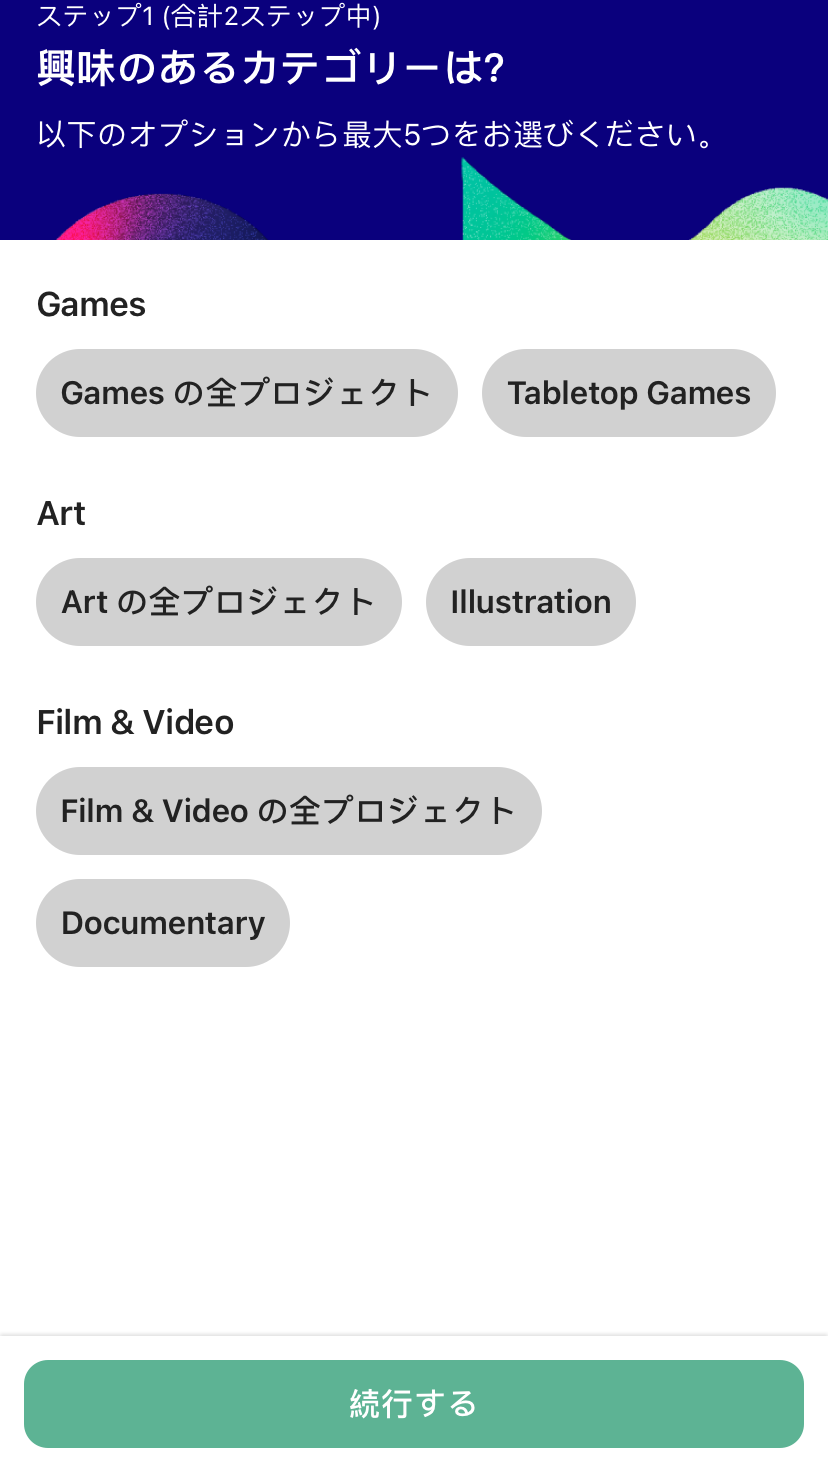 ステップ1 (合計2ステップ中)
興味のあるカテゴリーは?
以下のオプションから最大5つをお選びください。
Games
Games の全プロジェクト
Tabletop Games
Art
Art の全プロジェクト
Illustration
Film & Video
Film & Video の全プロジェクト
Documentary
続行する